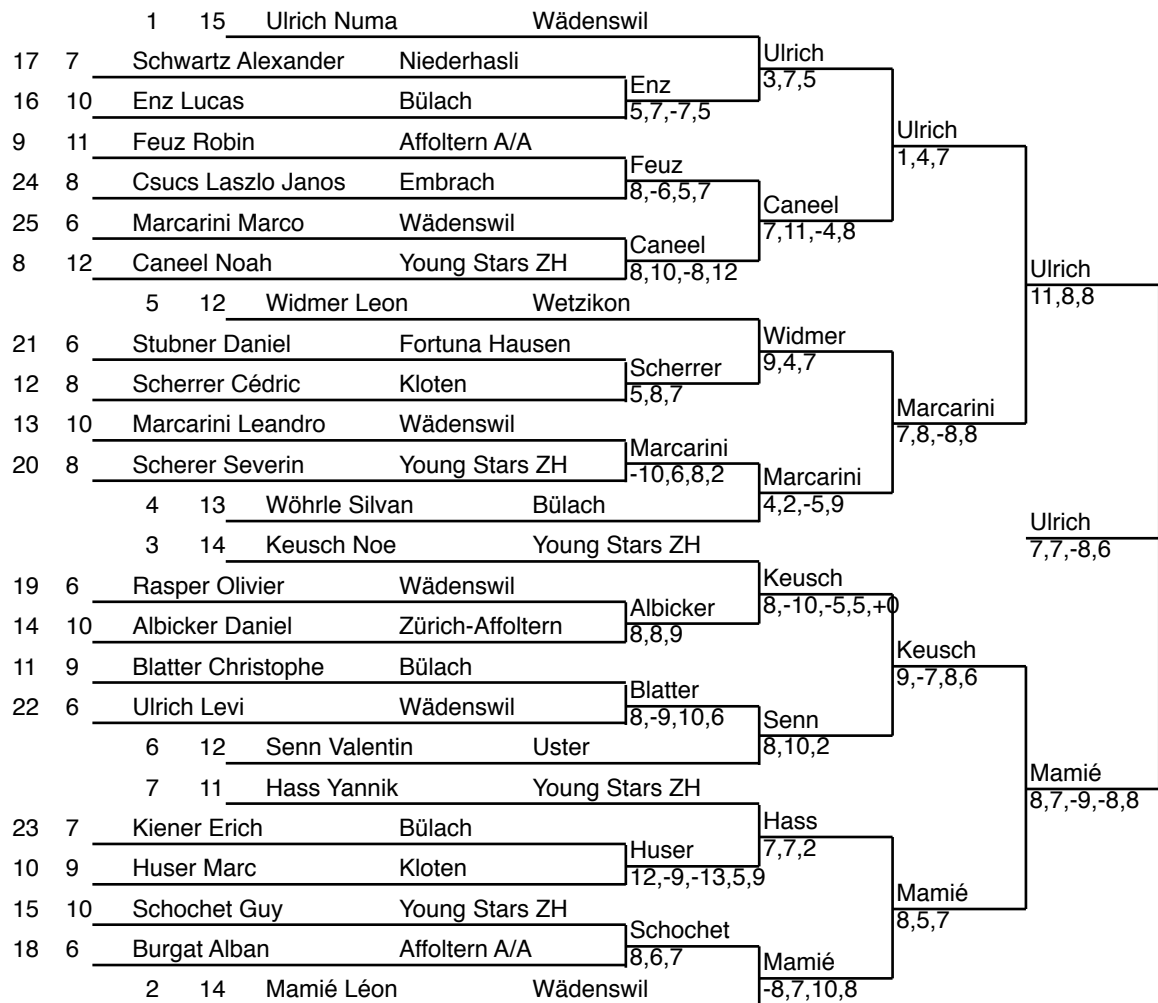 1 15 Ulrich Numa Wädenswil
Ulrich
17 7 Schwartz Alexander Niederhasli
3,7,5
Enz
16 10 Enz Lucas Bülach
5,7,-7,5
Ulrich
9 11 Feuz Robin Affoltern A/A
1,4,7
Feuz
24 8 Csucs Laszlo Janos Embrach
8,-6,5,7
Caneel
25 6 Marcarini Marco Wädenswil
7,11,-4,8
Caneel
8 12 Caneel Noah Young Stars ZH
8,10,-8,12
Ulrich
11,8,8
5 12 Widmer Leon Wetzikon
Widmer
21 6 Stubner Daniel Fortuna Hausen
9,4,7
Scherrer
12 8 Scherrer Cédric Kloten
5,8,7
Marcarini
13 10 Marcarini Leandro Wädenswil
7,8,-8,8
Marcarini
20 8 Scherer Severin Young Stars ZH
-10,6,8,2
Marcarini
4,2,-5,9
4 13 Wöhrle Silvan Bülach
Ulrich
3 14 Keusch Noe Young Stars ZH
7,7,-8,6
Keusch
19 6 Rasper Olivier Wädenswil
8,-10,-5,5,+0
Albicker
14 10 Albicker Daniel Zürich-Affoltern
8,8,9
Keusch
11 9 Blatter Christophe Bülach
9,-7,8,6
Blatter
22 6 Ulrich Levi Wädenswil
8,-9,10,6
Senn
6 12 Senn Valentin Uster
8,10,2
Mamié
7 11 Hass Yannik Young Stars ZH
8,7,-9,-8,8
Hass
23 7 Kiener Erich Bülach
7,7,2
Huser
10 9 Huser Marc Kloten
12,-9,-13,5,9
Mamié
15 10 Schochet Guy Young Stars ZH
8,5,7
Schochet
18 6 Burgat Alban Affoltern A/A
8,6,7
Mamié
2 14 Mamié Léon Wädenswil
-8,7,10,8